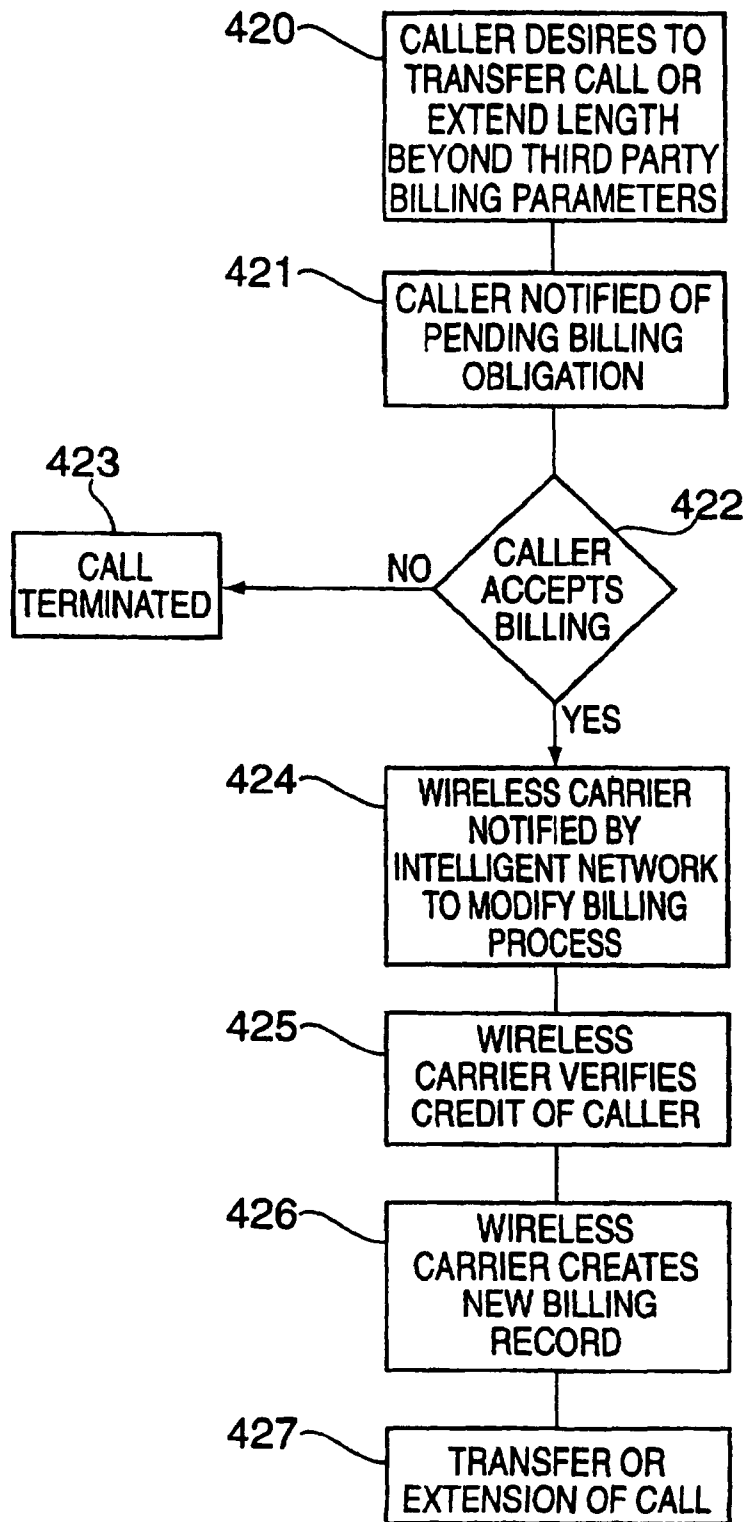 420
CALLER DESIRES TO
TRANSFER CALL OR
EXTEND LENGTH
BEYOND THIRD PARTY
BILLING PARAMETERS
421
CALLER NOTIFIED OF
PENDING BILLING
OBLIGATION
423
CALL
TERMINATED
NO
422
CALLER
ACCEPTS
BILLING
YES
424
WIRELESS CARRIER
NOTIFIED BY
INTELLIGENT NETWORK
TO MODIFY BILLING
PROCESS
425
WIRELESS
CARRIER VERIFIES
CREDIT OF CALLER
426
WIRELESS
CARRIER CREATES
NEW BILLING
RECORD
427
TRANSFER OR
EXTENSION OF CALL